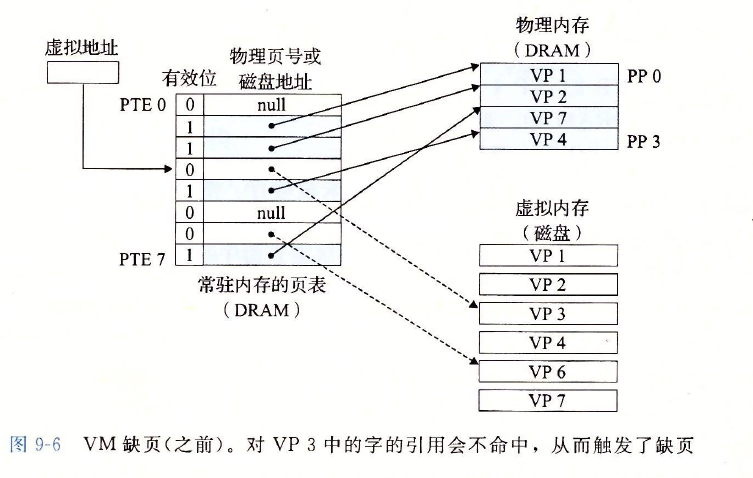 虚拟地址
有效位
物理页号或
磁盘地址
PTE 0
0
null
1
1
0
1
0
null
0
PTE 7
1
常驻内存的页表
（DRAM）
物理内存
（DRAM）
VP 1
PP 0
VP 2
VP 7
VP 4
PP 3
虚拟内存
（磁盘）
VP 1
VP 2
VP 3
VP 4
VP 6
VP 7
图 9-6 VM 缺页(之前)。对 VP 3 中的字的引用会不命中，从而触发了缺页